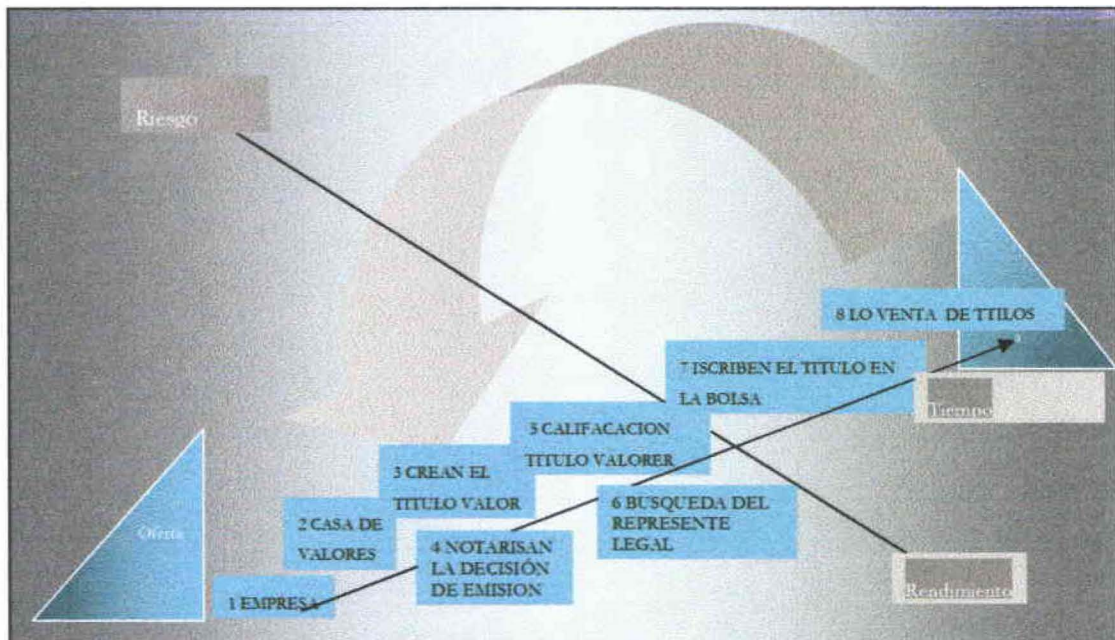 Riesgo
8 LO VENTA DE TTILOS
7 ISCRIBEN EL TITULO EN
LA BOLSA
Tiempo
5 CALIFACACION
TITULO VALORER
3 CREAN EL
TITULO VALOR
6 BUSQUEDA DEL
REPRESENTE
LEGAL
Oferta
2 CASA DE
VALORES
4 NOTARISAN
LA DECISIÓN
DE EMISION
1 EMPRESA
Rendimiento